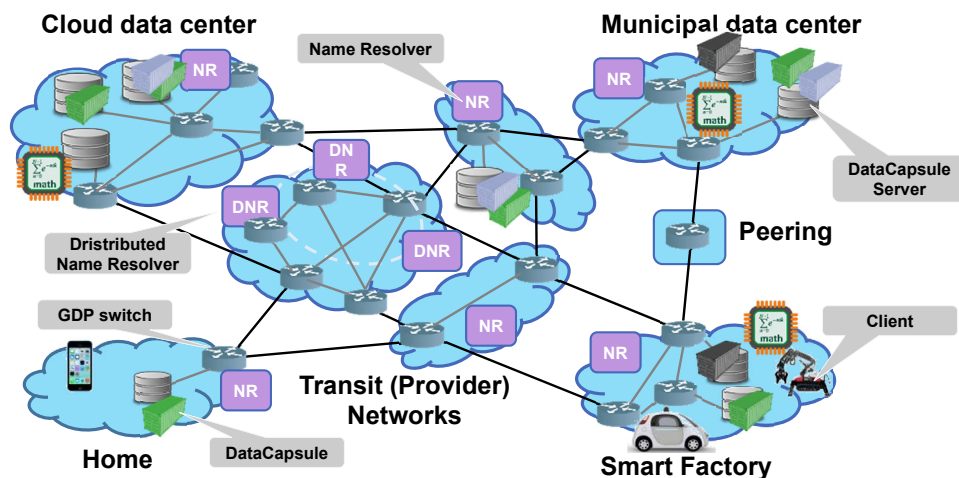 Cloud data center
Municipal data center
Name Resolver
NR
NR
NR
math
math
DN
R
DNR
DNR
DataCapsule
Server
Dristributed
Name Resolver
Peering
GDP switch
NR
NR
math
Client
NR
Transit (Provider)
Networks
DataCapsule
Home
Smart Factory